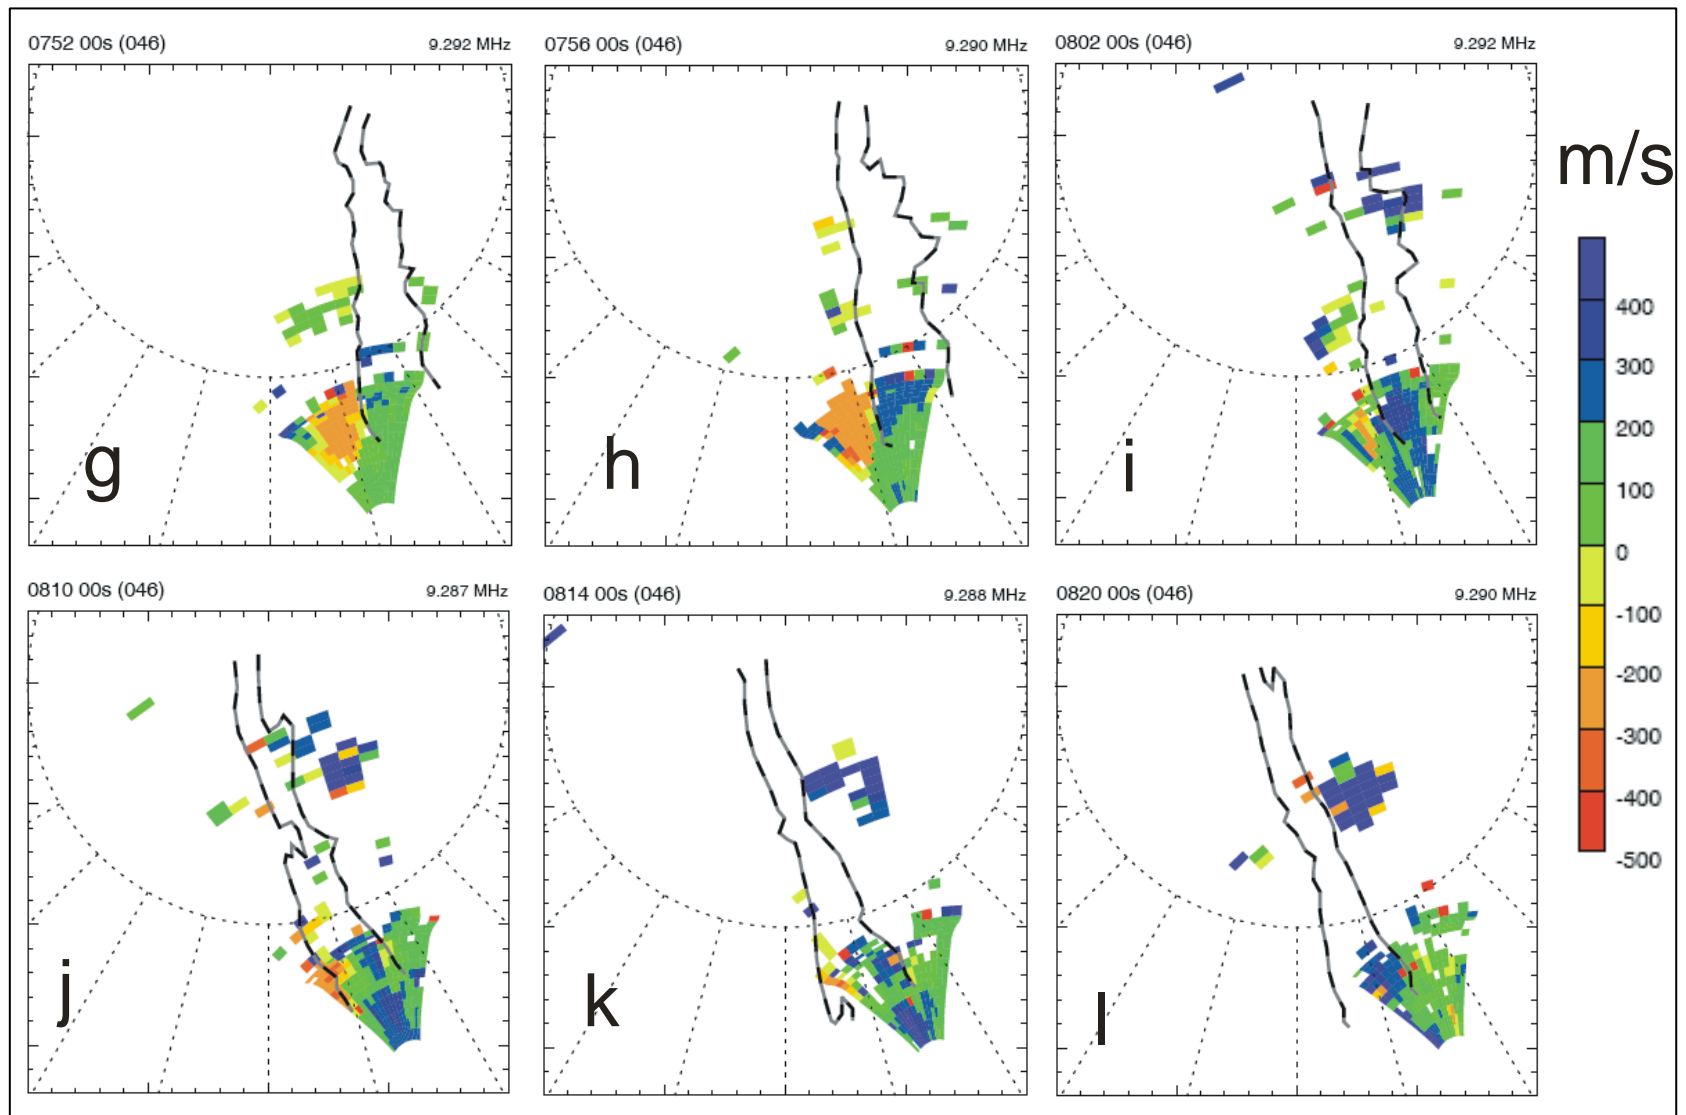 0752 00s (046) 9.292 MHz
0756 00s (046) 9.290 MHz
0802 00s (046) 9.292 MHz
m/s
g
h
i
400
300
200
100
0
-100
-200
-300
-400
-500
0810 00s (046) 9.287 MHz
0814 00s (046) 9.288 MHz
0820 00s (046) 9.290 MHz
j
k
l